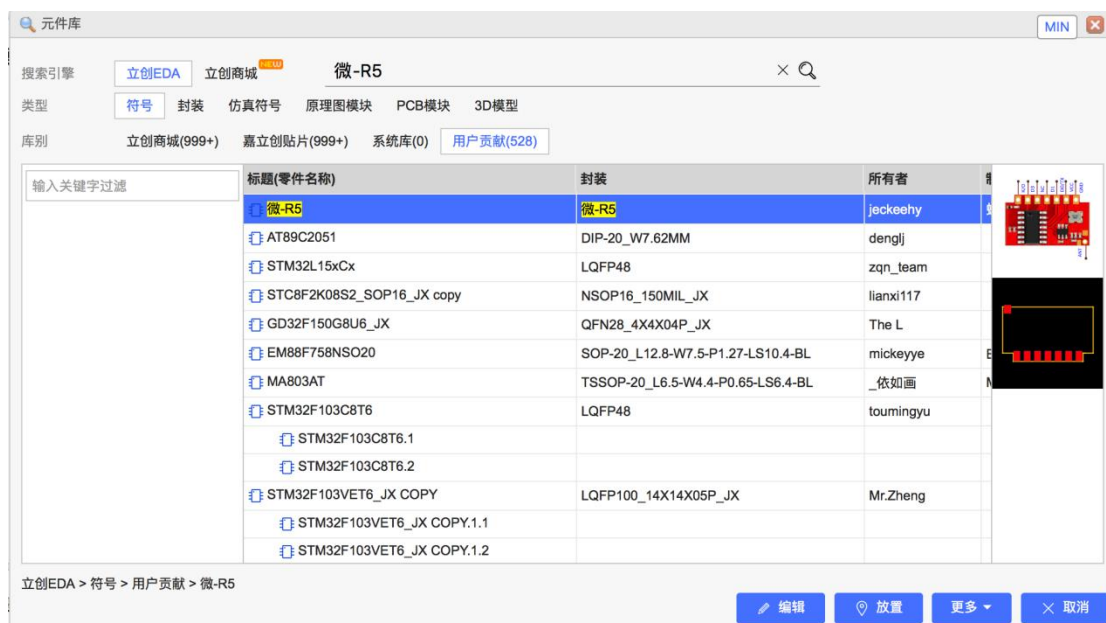 元件库 MIN
搜索引擎 立创EDA 立创商城 NEW 微-R5
类型 符号 封装 仿真符号 原理图模块 PCB模块 3D模型
库别 立创商城(999+) 嘉立创贴片(999+) 系统库(0) 用户贡献(528)
输入关键字过滤
标题(零件名称) 封装 所有者
微-R5 微-R5 jeckeehy
AT89C2051 DIP-20_W7.62MM denglj
STM32L15xCx LQFP48 zqn_team
STC8F2K08S2_SOP16_JX copy NSOP16_150MIL_JX lianxi117
GD32F150G8U6_JX QFN28_4X4X04P_JX The L
EM88F758NSO20 SOP-20_L12.8-W7.5-P1.27-LS10.4-BL mickeyye
MA803AT TSSOP-20_L6.5-W4.4-P0.65-LS6.4-BL _依如画
STM32F103C8T6 LQFP48 toumingyu
STM32F103C8T6.1
STM32F103C8T6.2
STM32F103VET6_JX COPY LQFP100_14X14X05P_JX Mr.Zheng
STM32F103VET6_JX COPY.1.1
STM32F103VET6_JX COPY.1.2
立创EDA > 符号 > 用户贡献 > 微-R5
编辑 放置 更多 取消